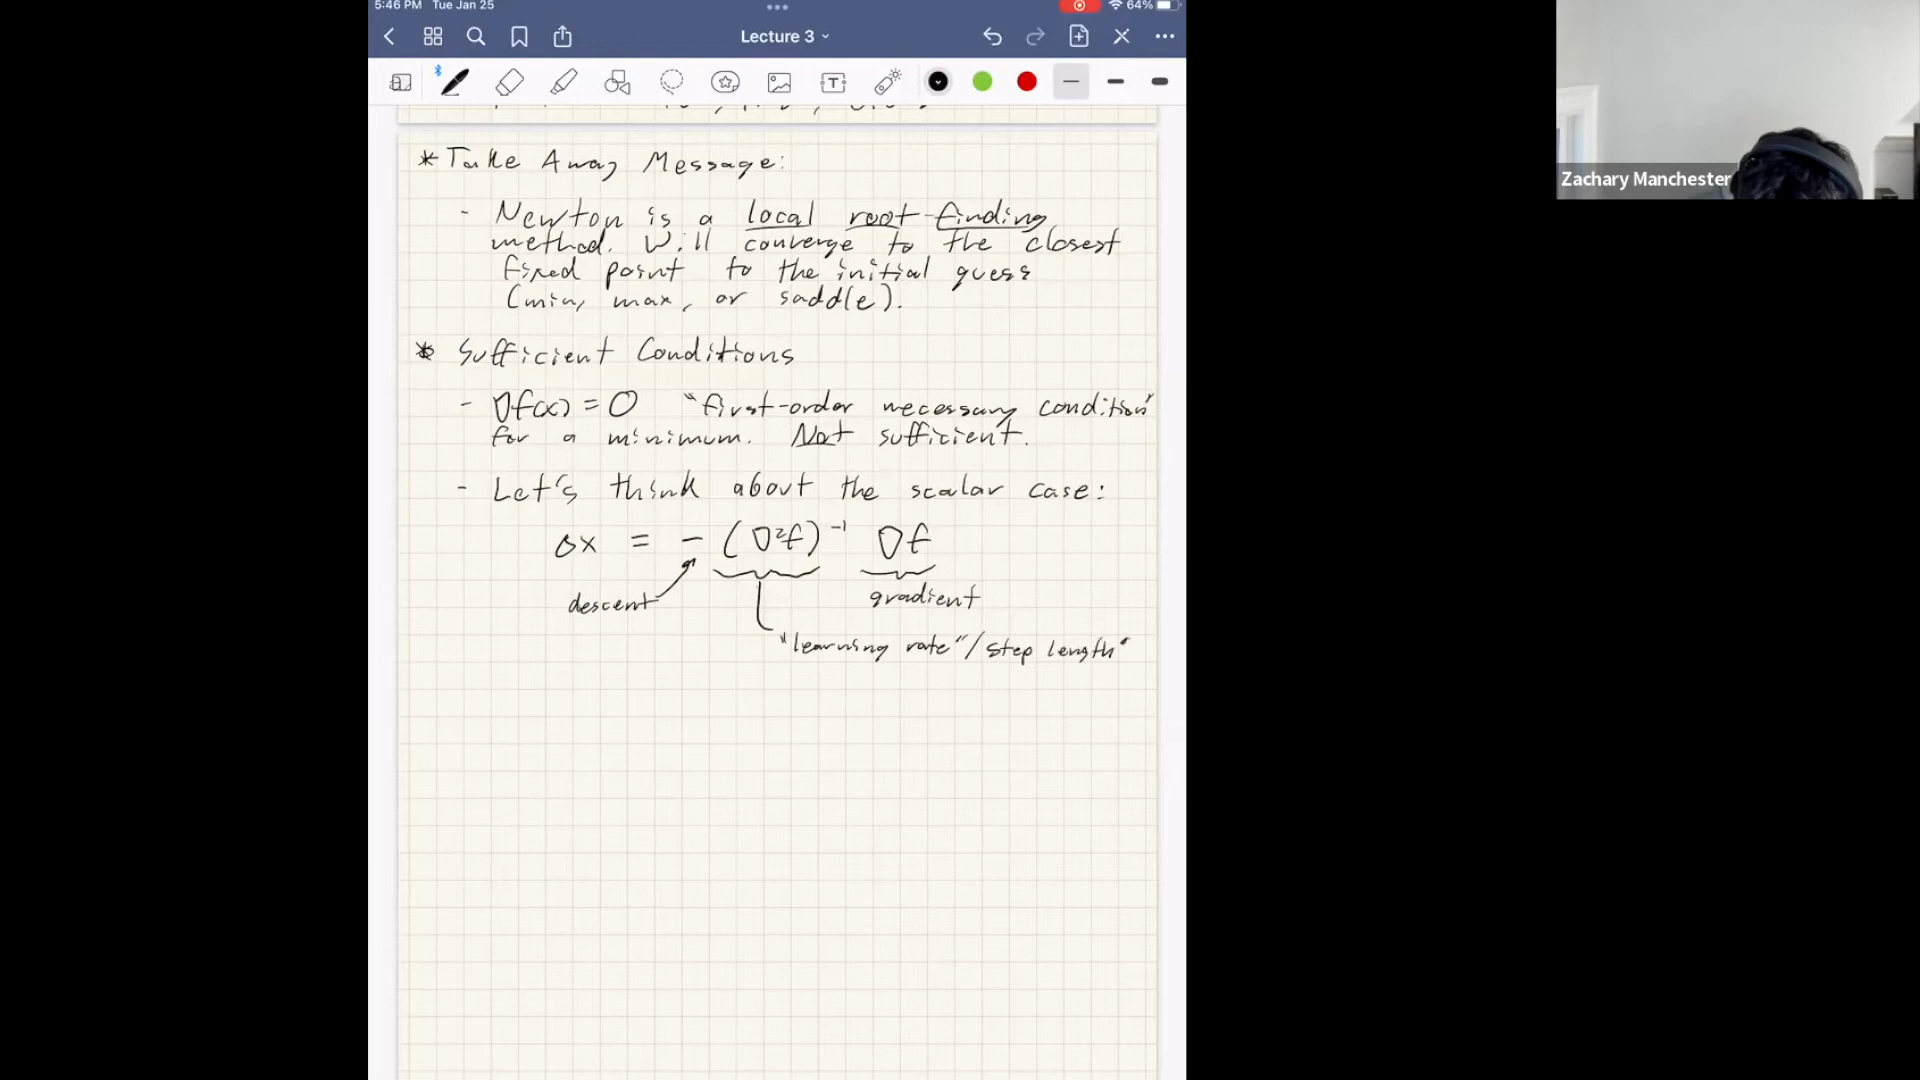 5:46 PM Tue Jan 25
64%
Lecture 3
* Take Away Message:
- Newton is a local root-finding
method. Will converge to the closest
fixed point to the initial guess
(min, max, or saddle).
* Sufficient Conditions
- ∇f(x) = 0 "first-order necessary condition"
for a minimum. Not sufficient.
- Let's think about the scalar case:
Δx = - (∇²f)⁻¹ ∇f
descent
gradient
"learning rate"/step length"
Zachary Manchester